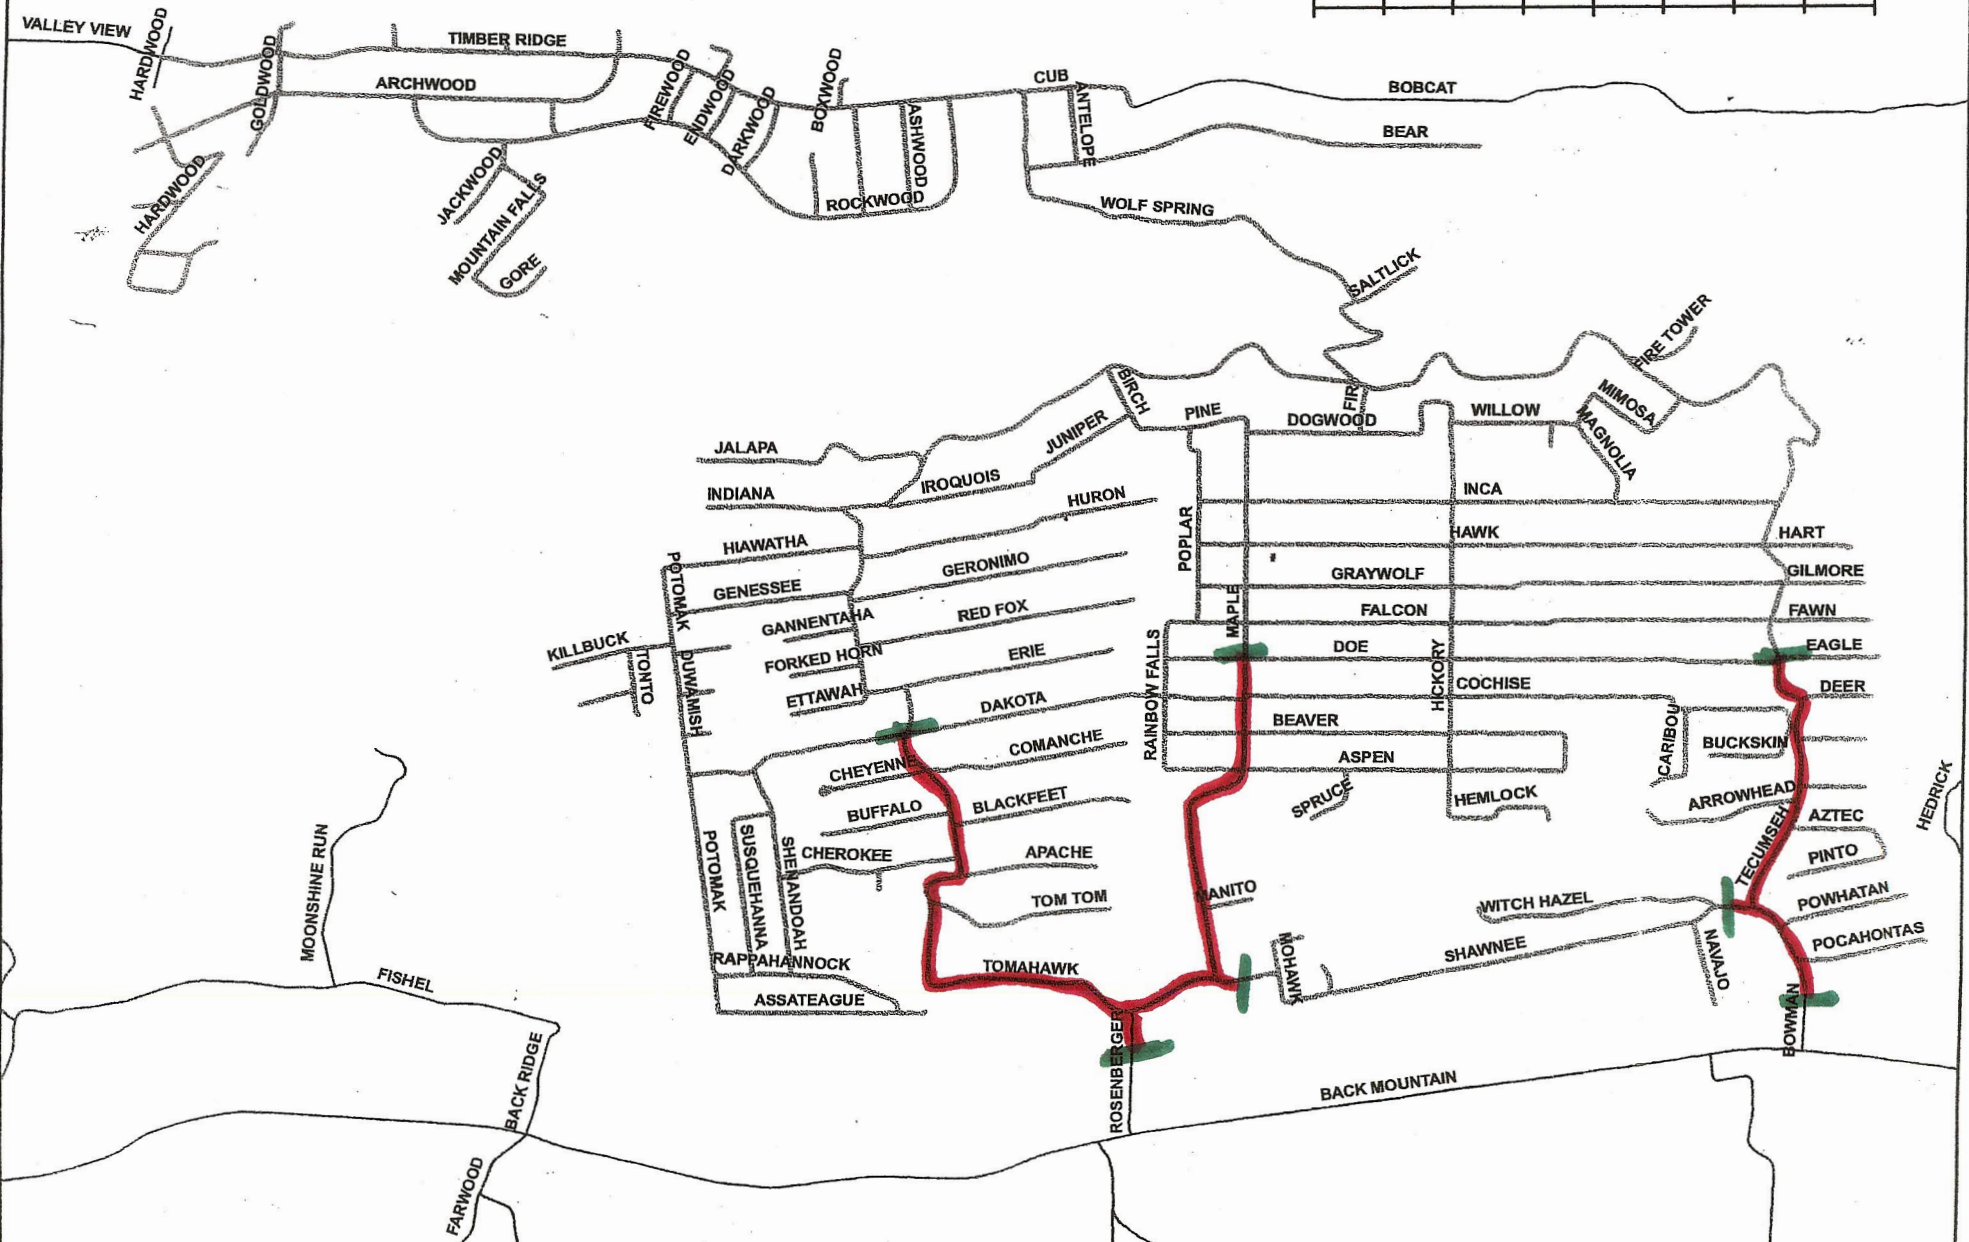 VALLEY VIEW
HARDWOOD
GOLDWOOD
TIMBER RIDGE
ARCHWOOD
FIREWOOD
ENDWOOD
DARKWOOD
BOXWOOD
ASHWOOD
CUB
ANTELOPE
BOBCAT
BEAR
HARDWOOD
JACKWOOD
MOUNTAIN FALLS
GORE
ROCKWOOD
WOLF SPRING
SALTLICK
FIRE TOWER
BIRCH
PINE
FIR
DOGWOOD
WILLOW
MIMOSA
MAGNOLIA
JUNIPER
JALAPA
INDIANA
IROQUOIS
HURON
INCA
POPLAR
HAWK
HART
HIAWATHA
POTOMAK
GENESSEE
GERONIMO
GRAYWOLF
GILMORE
GANNENTAHA
RED FOX
MAPLE
FALCON
FAWN
KILLBUCK
TONTO
DUWAMISH
FORKED HORN
ERIE
RAINBOW FALLS
DOE
HICKORY
EAGLE
ETTAWAH
DAKOTA
COCHISE
DEER
COMANCHE
BEAVER
CARIBOU
BUCKSKIN
CHEYENNE
ASPEN
BUFFALO
BLACKFEET
SPRUCE
HEMLOCK
ARROWHEAD
HEDRICK
TECUMSEH
AZTEC
MOONSHINE RUN
POTOMAK
SUSQUEHANNA
SHENANDOAH
CHEROKEE
APACHE
PINTO
TOM TOM
MANITO
WITCH HAZEL
POWHATAN
SHAWNEE
NAVAJO
POCAHONTAS
MOHAWK
RAPPAHANNOCK
TOMAHAWK
FISHEL
ASSATEAGUE
BOWMAN
BACK RIDGE
ROSENBERGER
BACK MOUNTAIN
FARWOOD